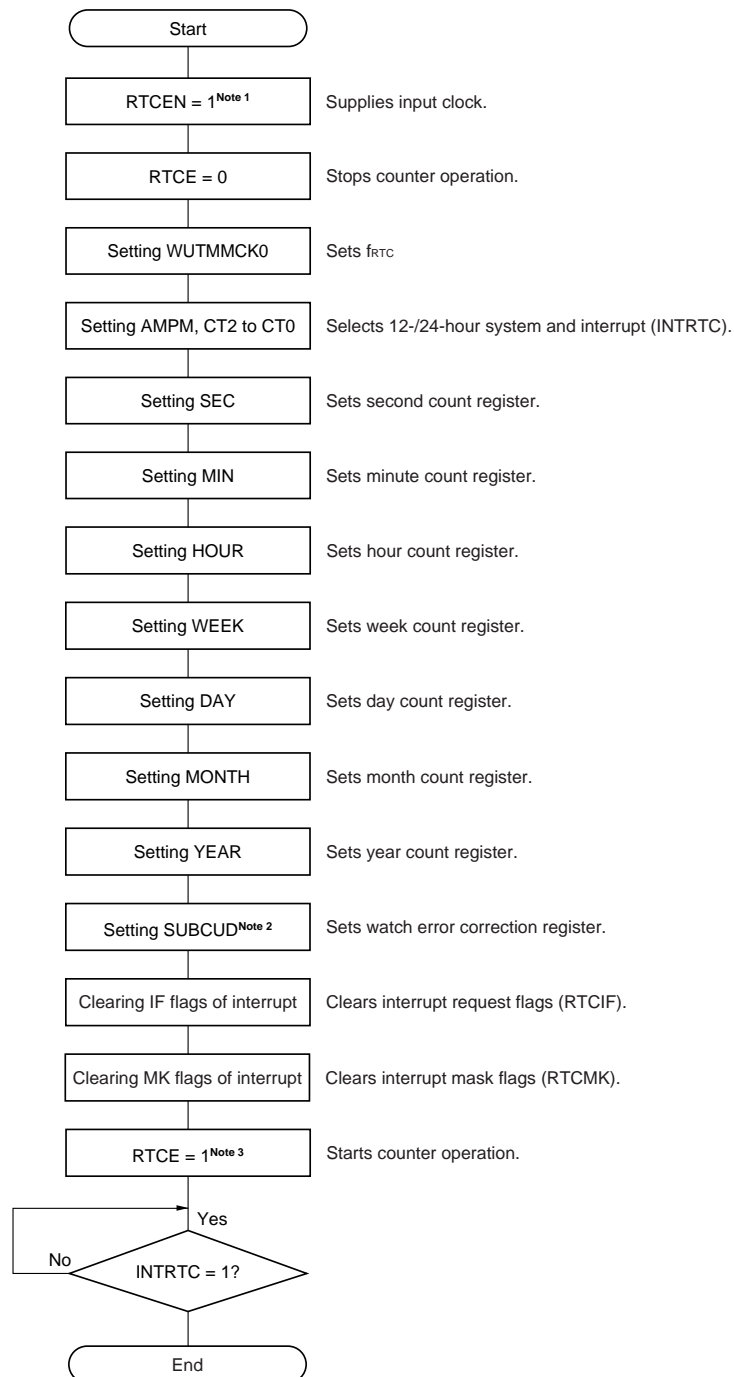 Start
RTCEN = 1Note 1 Supplies input clock.
RTCE = 0 Stops counter operation.
Setting WUTMMCK0 Sets fRTC
Setting AMPM, CT2 to CT0 Selects 12-/24-hour system and interrupt (INTRTC).
Setting SEC Sets second count register.
Setting MIN Sets minute count register.
Setting HOUR Sets hour count register.
Setting WEEK Sets week count register.
Setting DAY Sets day count register.
Setting MONTH Sets month count register.
Setting YEAR Sets year count register.
Setting SUBCUDNote 2 Sets watch error correction register.
Clearing IF flags of interrupt Clears interrupt request flags (RTCIF).
Clearing MK flags of interrupt Clears interrupt mask flags (RTCMK).
RTCE = 1Note 3 Starts counter operation.
Yes
No
INTRTC = 1?
End